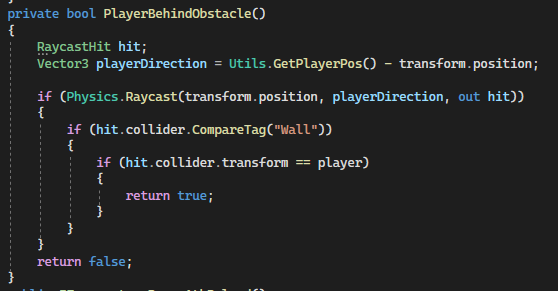 private bool PlayerBehindObstacle()
{
RaycastHit hit;
Vector3 playerDirection = Utils.GetPlayerPos() - transform.position;
if (Physics.Raycast(transform.position, playerDirection, out hit))
{
if (hit.collider.CompareTag("Wall"))
{
if (hit.collider.transform == player)
{
return true;
}
}
}
return false;
}